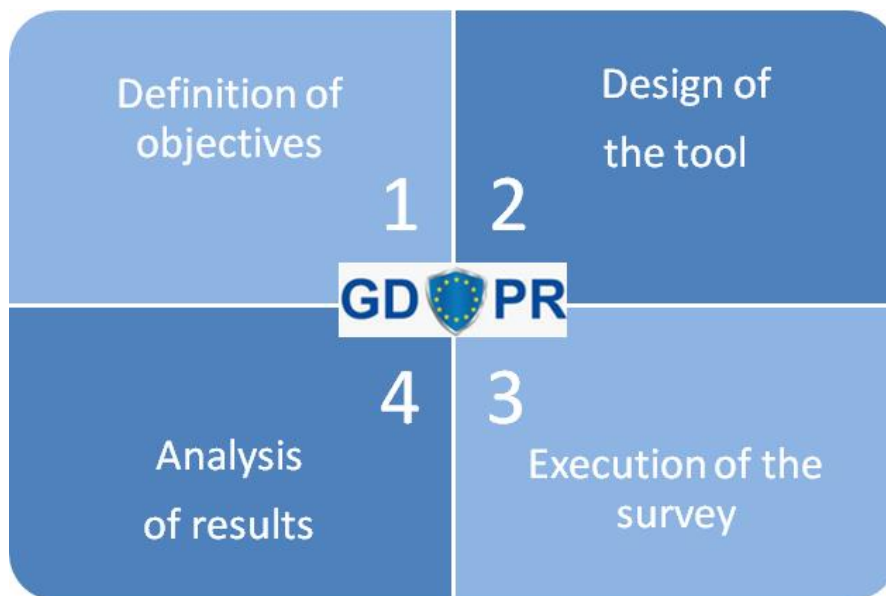 Definition of
objectives
1
Design of
the tool
2
GDPR
4
Analysis
of results
3
Execution of the
survey